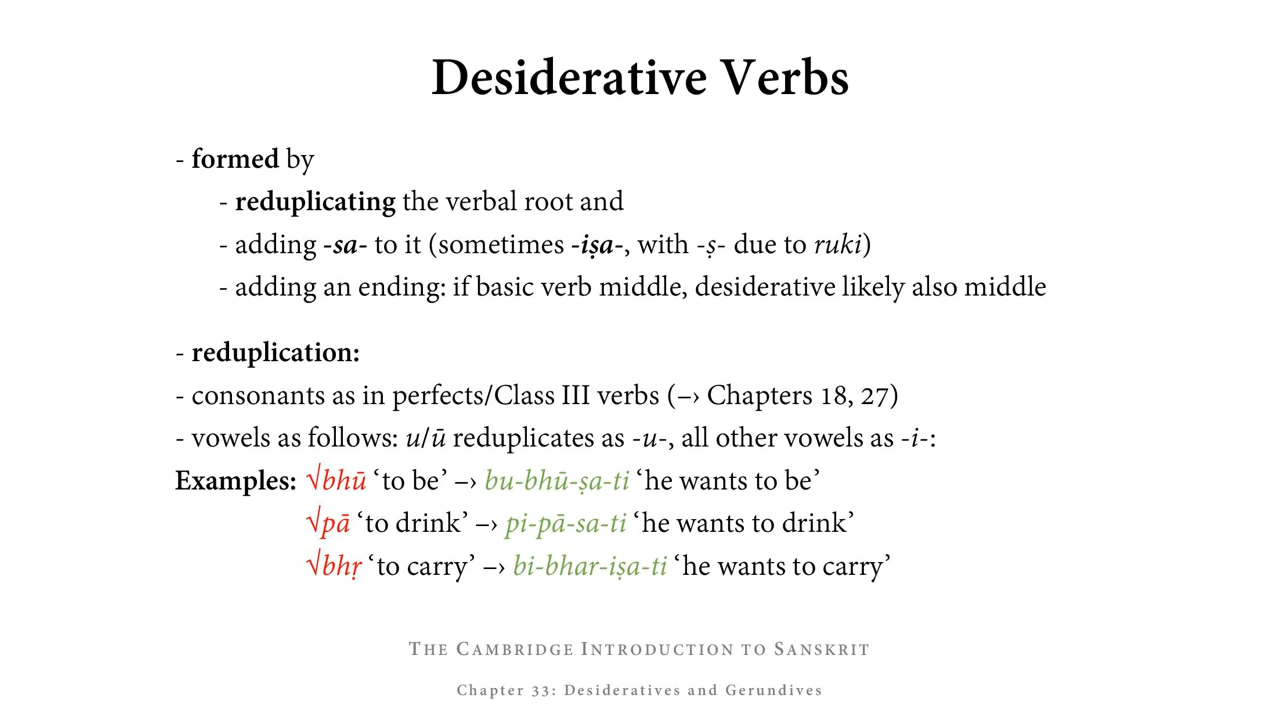 Desiderative Verbs
- formed by
- reduplicating the verbal root and
- adding -sa- to it (sometimes -iṣa-, with -ṣ- due to ruki)
- adding an ending: if basic verb middle, desiderative likely also middle
- reduplication:
- consonants as in perfects/Class III verbs (–› Chapters 18, 27)
- vowels as follows: u/ū reduplicates as -u-, all other vowels as -i-:
Examples: √bhū ‘to be’ –› bu-bhū-ṣa-ti ‘he wants to be’
√pā ‘to drink’ –› pi-pā-sa-ti ‘he wants to drink’
√bhṛ ‘to carry’ –› bi-bhar-iṣa-ti ‘he wants to carry’
The Cambridge Introduction to Sanskrit
Chapter 33: Desideratives and Gerundives